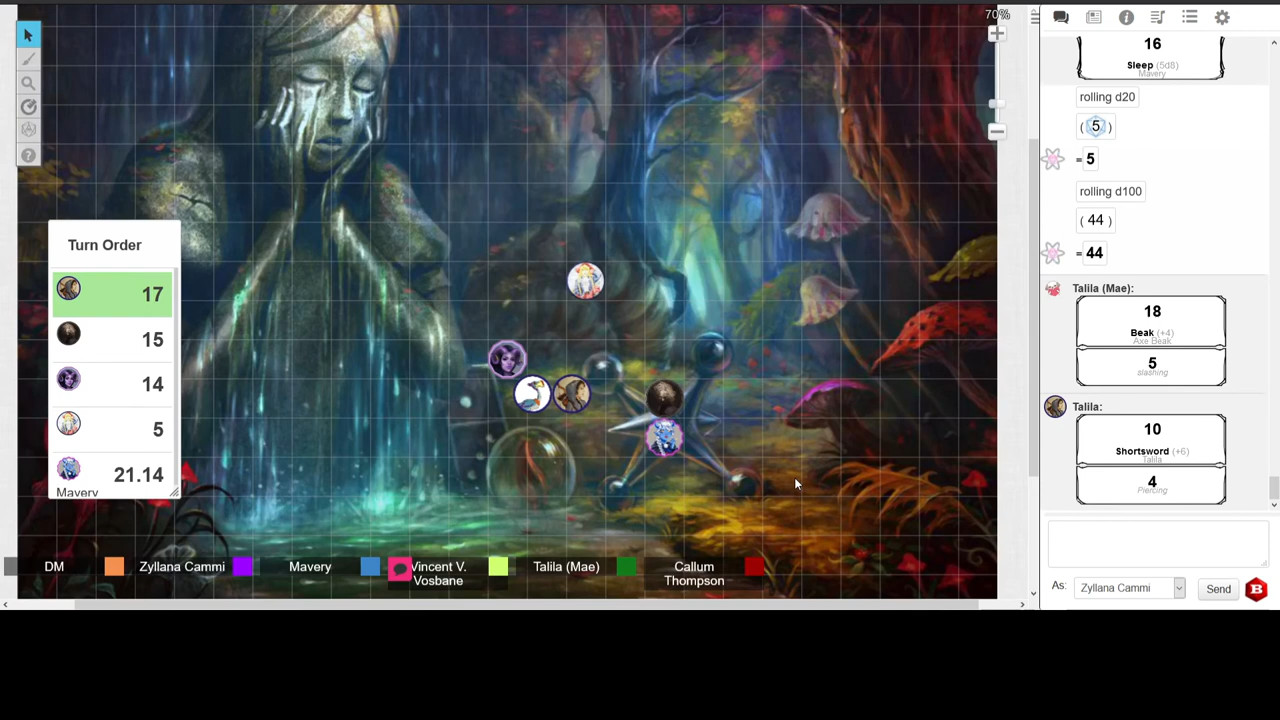 70%
16
Sleep (5d8)
Mavery
rolling d20
( 5 )
= 5
rolling d100
( 44 )
= 44
Talila (Mae):
18
Beak (+4)
Axe Beak
5
slashing
Talila:
10
Shortsword (+6)
Talila
4
Piercing
Turn Order
17
15
14
5
21.14
Mavery
DM
Zyllana Cammi
Mavery
Vincent V.
Vosbane
Talila (Mae)
Callum
Thompson
As:
Zyllana Cammi
Send
B
?